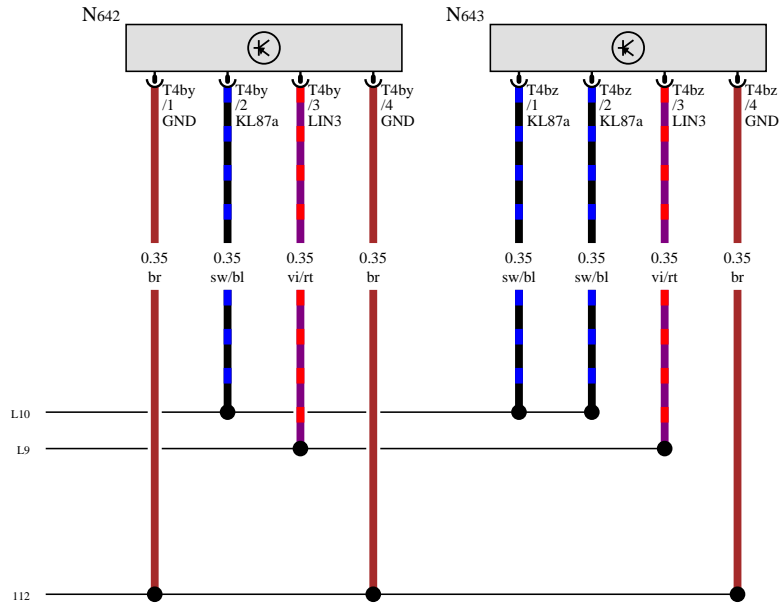 N642
N643
T4by
/1
GND
T4by
/2
KL87a
T4by
/3
LIN3
T4by
/4
GND
T4bz
/1
KL87a
T4bz
/2
KL87a
T4bz
/3
LIN3
T4bz
/4
GND
0.35 0.35 0.35 0.35 0.35 0.35 0.35 0.35
br sw/bl vi/rt br sw/bl sw/bl vi/rt br
L10
L9
112